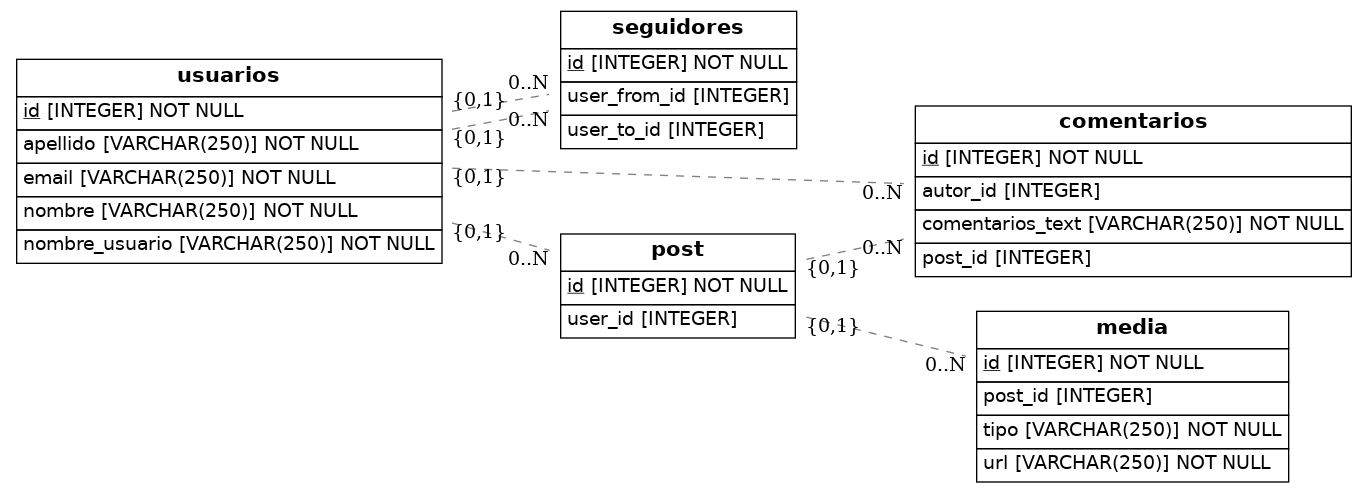 usuarios
id [INTEGER] NOT NULL
apellido [VARCHAR(250)] NOT NULL
email [VARCHAR(250)] NOT NULL
nombre [VARCHAR(250)] NOT NULL
nombre_usuario [VARCHAR(250)] NOT NULL
seguidores
id [INTEGER] NOT NULL
user_from_id [INTEGER]
user_to_id [INTEGER]
{0,1}
0..N
{0,1}
0..N
{0,1}
0..N
{0,1}
0..N
post
id [INTEGER] NOT NULL
user_id [INTEGER]
{0,1}
0..N
{0,1}
0..N
comentarios
id [INTEGER] NOT NULL
autor_id [INTEGER]
comentarios_text [VARCHAR(250)] NOT NULL
post_id [INTEGER]
media
id [INTEGER] NOT NULL
post_id [INTEGER]
tipo [VARCHAR(250)] NOT NULL
url [VARCHAR(250)] NOT NULL